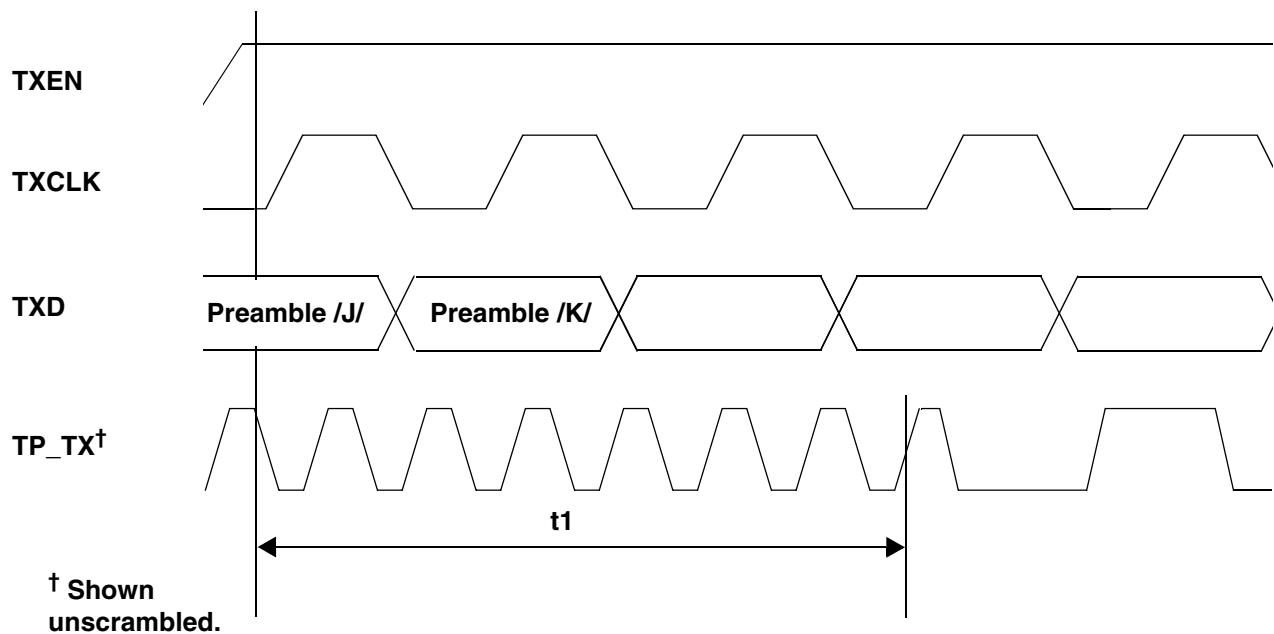 TXEN
TXCLK
TXD
Preamble /J/
Preamble /K/
TP_TX†
t1
† Shown
unscrambled.